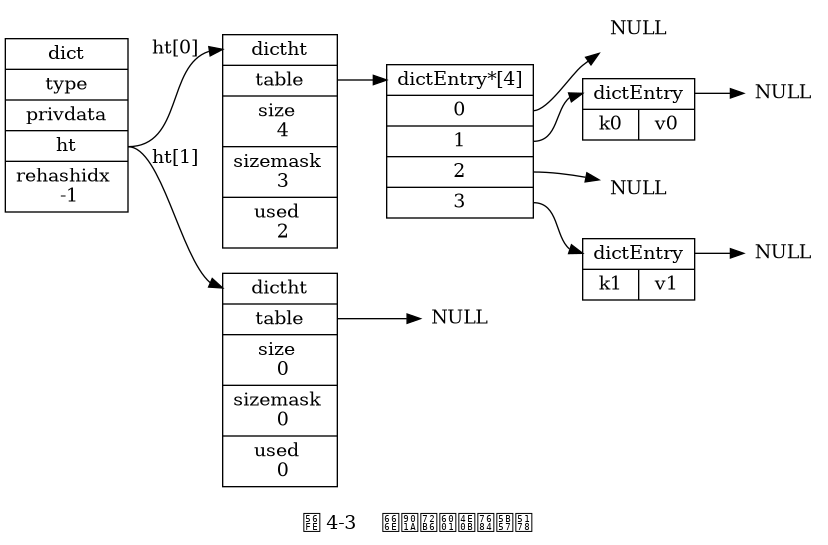 dict
type
privdata
ht
rehashidx
-1
ht[0]
ht[1]
dictht
table
size
4
sizemask
3
used
2
dictht
table
size
0
sizemask
0
used
0
NULL
dictEntry*[4]
0
1
2
3
NULL
dictEntry
k0 v0
NULL
NULL
dictEntry
k1 v1
NULL
4-3